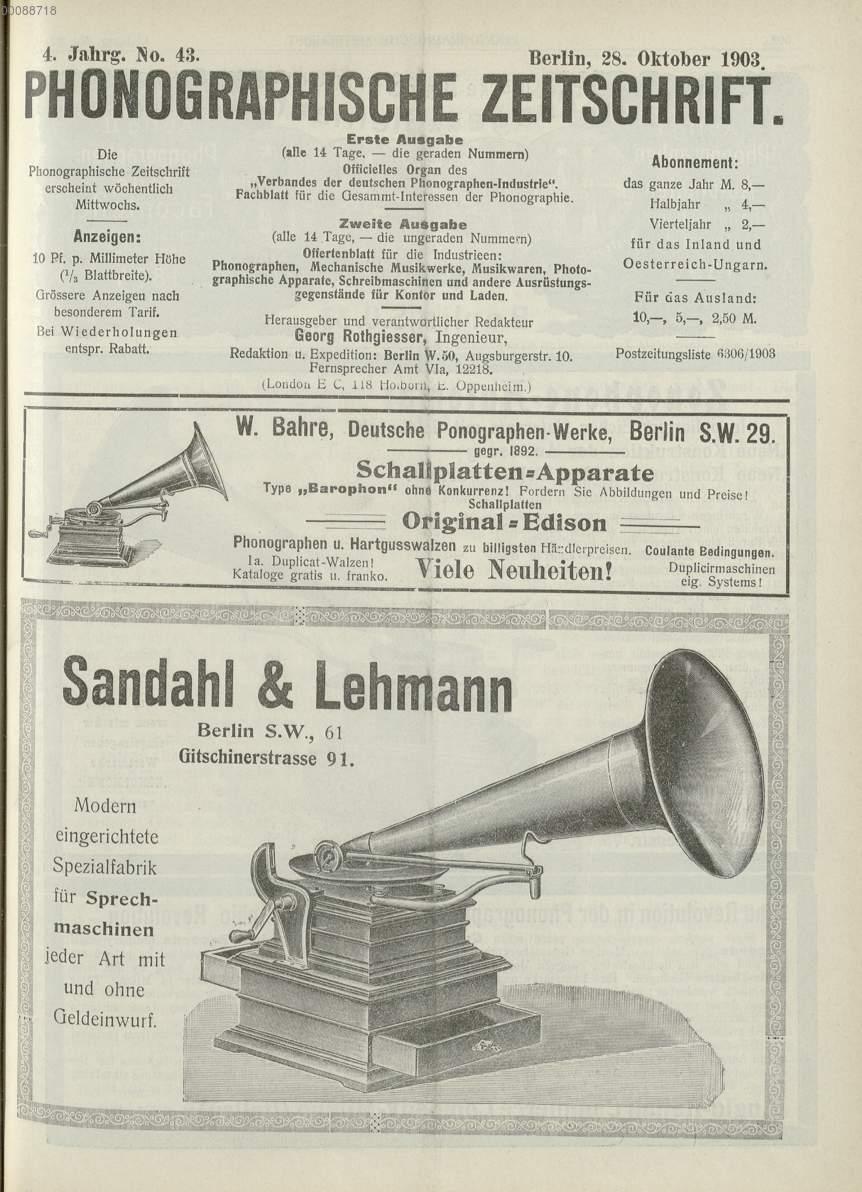 00088718
4. Jahrg. No. 43.
Berlin, 28. Oktober 1903.
PHONOGRAPHISCHE ZEITSCHRIFT.
Die
Phonographische Zeitschrift
erscheint wöchentlich
Mittwochs.
Anzeigen:
10 Pf. p. Millimeter Höhe
(¹/₃ Blattbreite).
Grössere Anzeigen nach
besonderem Tarif.
Bei Wiederholungen
entspr. Rabatt.
Erste Ausgabe
(alle 14 Tage, — die geraden Nummern)
Officielles Organ des
„Verbandes der deutschen Phonographen-Industrie“.
Fachblatt für die Gesammt-Interessen der Phonographie.
Zweite Ausgabe
(alle 14 Tage, — die ungeraden Nummern)
Offertenblatt für die Industrieen:
Phonographen, Mechanische Musikwerke, Musikwaren, Photo-
graphische Apparate, Schreibmaschinen und andere Ausrüstungs-
gegenstände für Kontor und Laden.
Herausgeber und verantwortlicher Redakteur
Georg Rothgiesser, Ingenieur,
Redaktion u. Expedition: Berlin W. 50, Augsburgerstr. 10.
Fernsprecher Amt VIa, 12218.
(London E C, 118 Holborn, E. Oppenheim.)
Abonnement:
das ganze Jahr M. 8,—
Halbjahr „ 4,—
Vierteljahr „ 2,—
für das Inland und
Oesterreich-Ungarn.
Für das Ausland:
10,—, 5,—, 2,50 M.
Postzeitungsliste 6306/1903
W. Bahre, Deutsche Ponographen-Werke, Berlin S.W. 29.
gegr. 1892.
Schallplatten-Apparate
Type „Barophon“ ohne Konkurrenz! Fordern Sie Abbildungen und Preise!
Schallplatten
Original-Edison
Phonographen u. Hartgusswalzen zu billigsten Händlerpreisen. Coulante Bedingungen.
1a. Duplicat-Walzen!
Kataloge gratis u. franko.
Viele Neuheiten!
Duplicirmaschinen
eig. Systems!
Sandahl & Lehmann
Berlin S.W., 61
Gitschinerstrasse 91.
Modern
eingerichtete
Spezialfabrik
für Sprech-
maschinen
jeder Art mit
und ohne
Geldeinwurf.